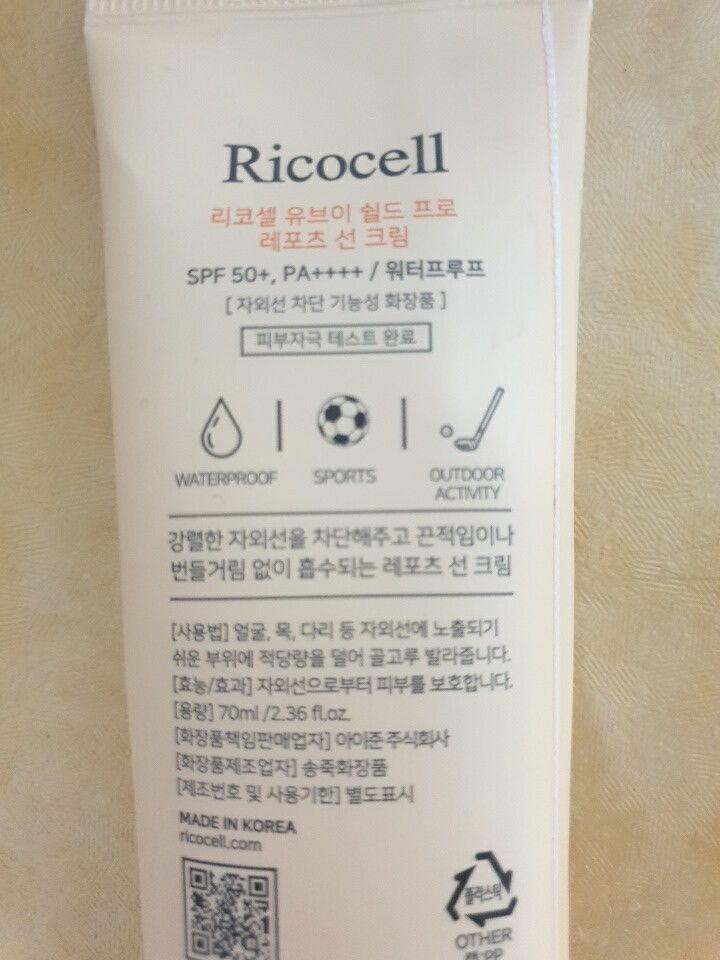 Ricocell
리코셀 유브이 쉴드 프로
레포츠 선 크림
SPF 50+, PA++++ / 워터프루프
[ 자외선 차단 기능성 화장품 ]
피부자극 테스트 완료
WATERPROOF
SPORTS
OUTDOOR
ACTIVITY
강렬한 자외선을 차단해주고 끈적임이나
번들거림 없이 흡수되는 레포츠 선 크림
[사용법] 얼굴, 목, 다리 등 자외선에 노출되기
쉬운 부위에 적당량을 덜어 골고루 발라줍니다.
[효능/효과] 자외선으로부터 피부를 보호합니다.
[용량] 70ml /2.36 fl.oz.
[화장품책임판매업자] 아이준 주식회사
[화장품제조업자] 송죽화장품
[제조번호 및 사용기한] 별도표시
MADE IN KOREA
ricocell.com
플라스틱
OTHER
캡:PP